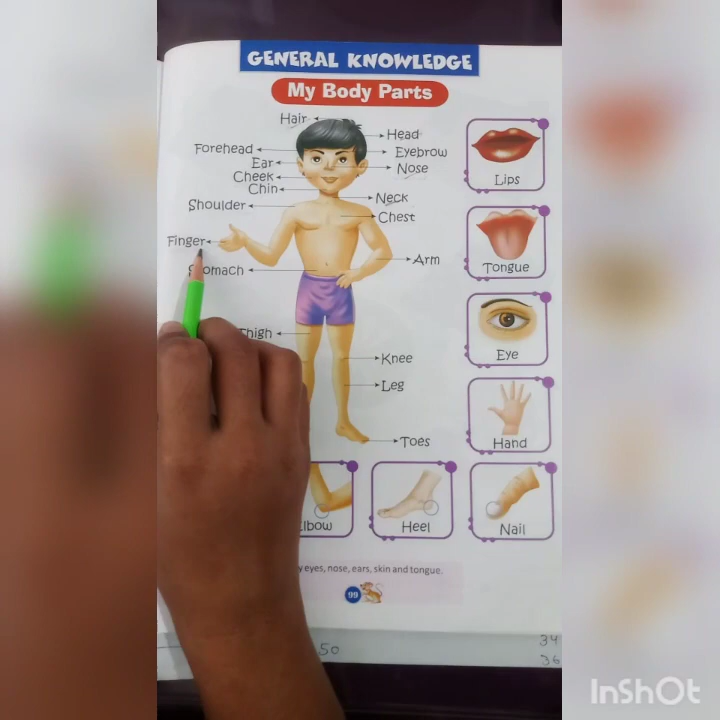 GENERAL KNOWLEDGE
My Body Parts
Hair
Head
Forehead
Eyebrow
Ear
Nose
Cheek
Chin
Neck
Shoulder
Chest
Finger
Arm
Stomach
Thigh
Knee
Leg
Toes
Lips
Tongue
Eye
Hand
Elbow
Heel
Nail
eyes, nose, ears, skin and tongue.
99
50
34
36
InShOt